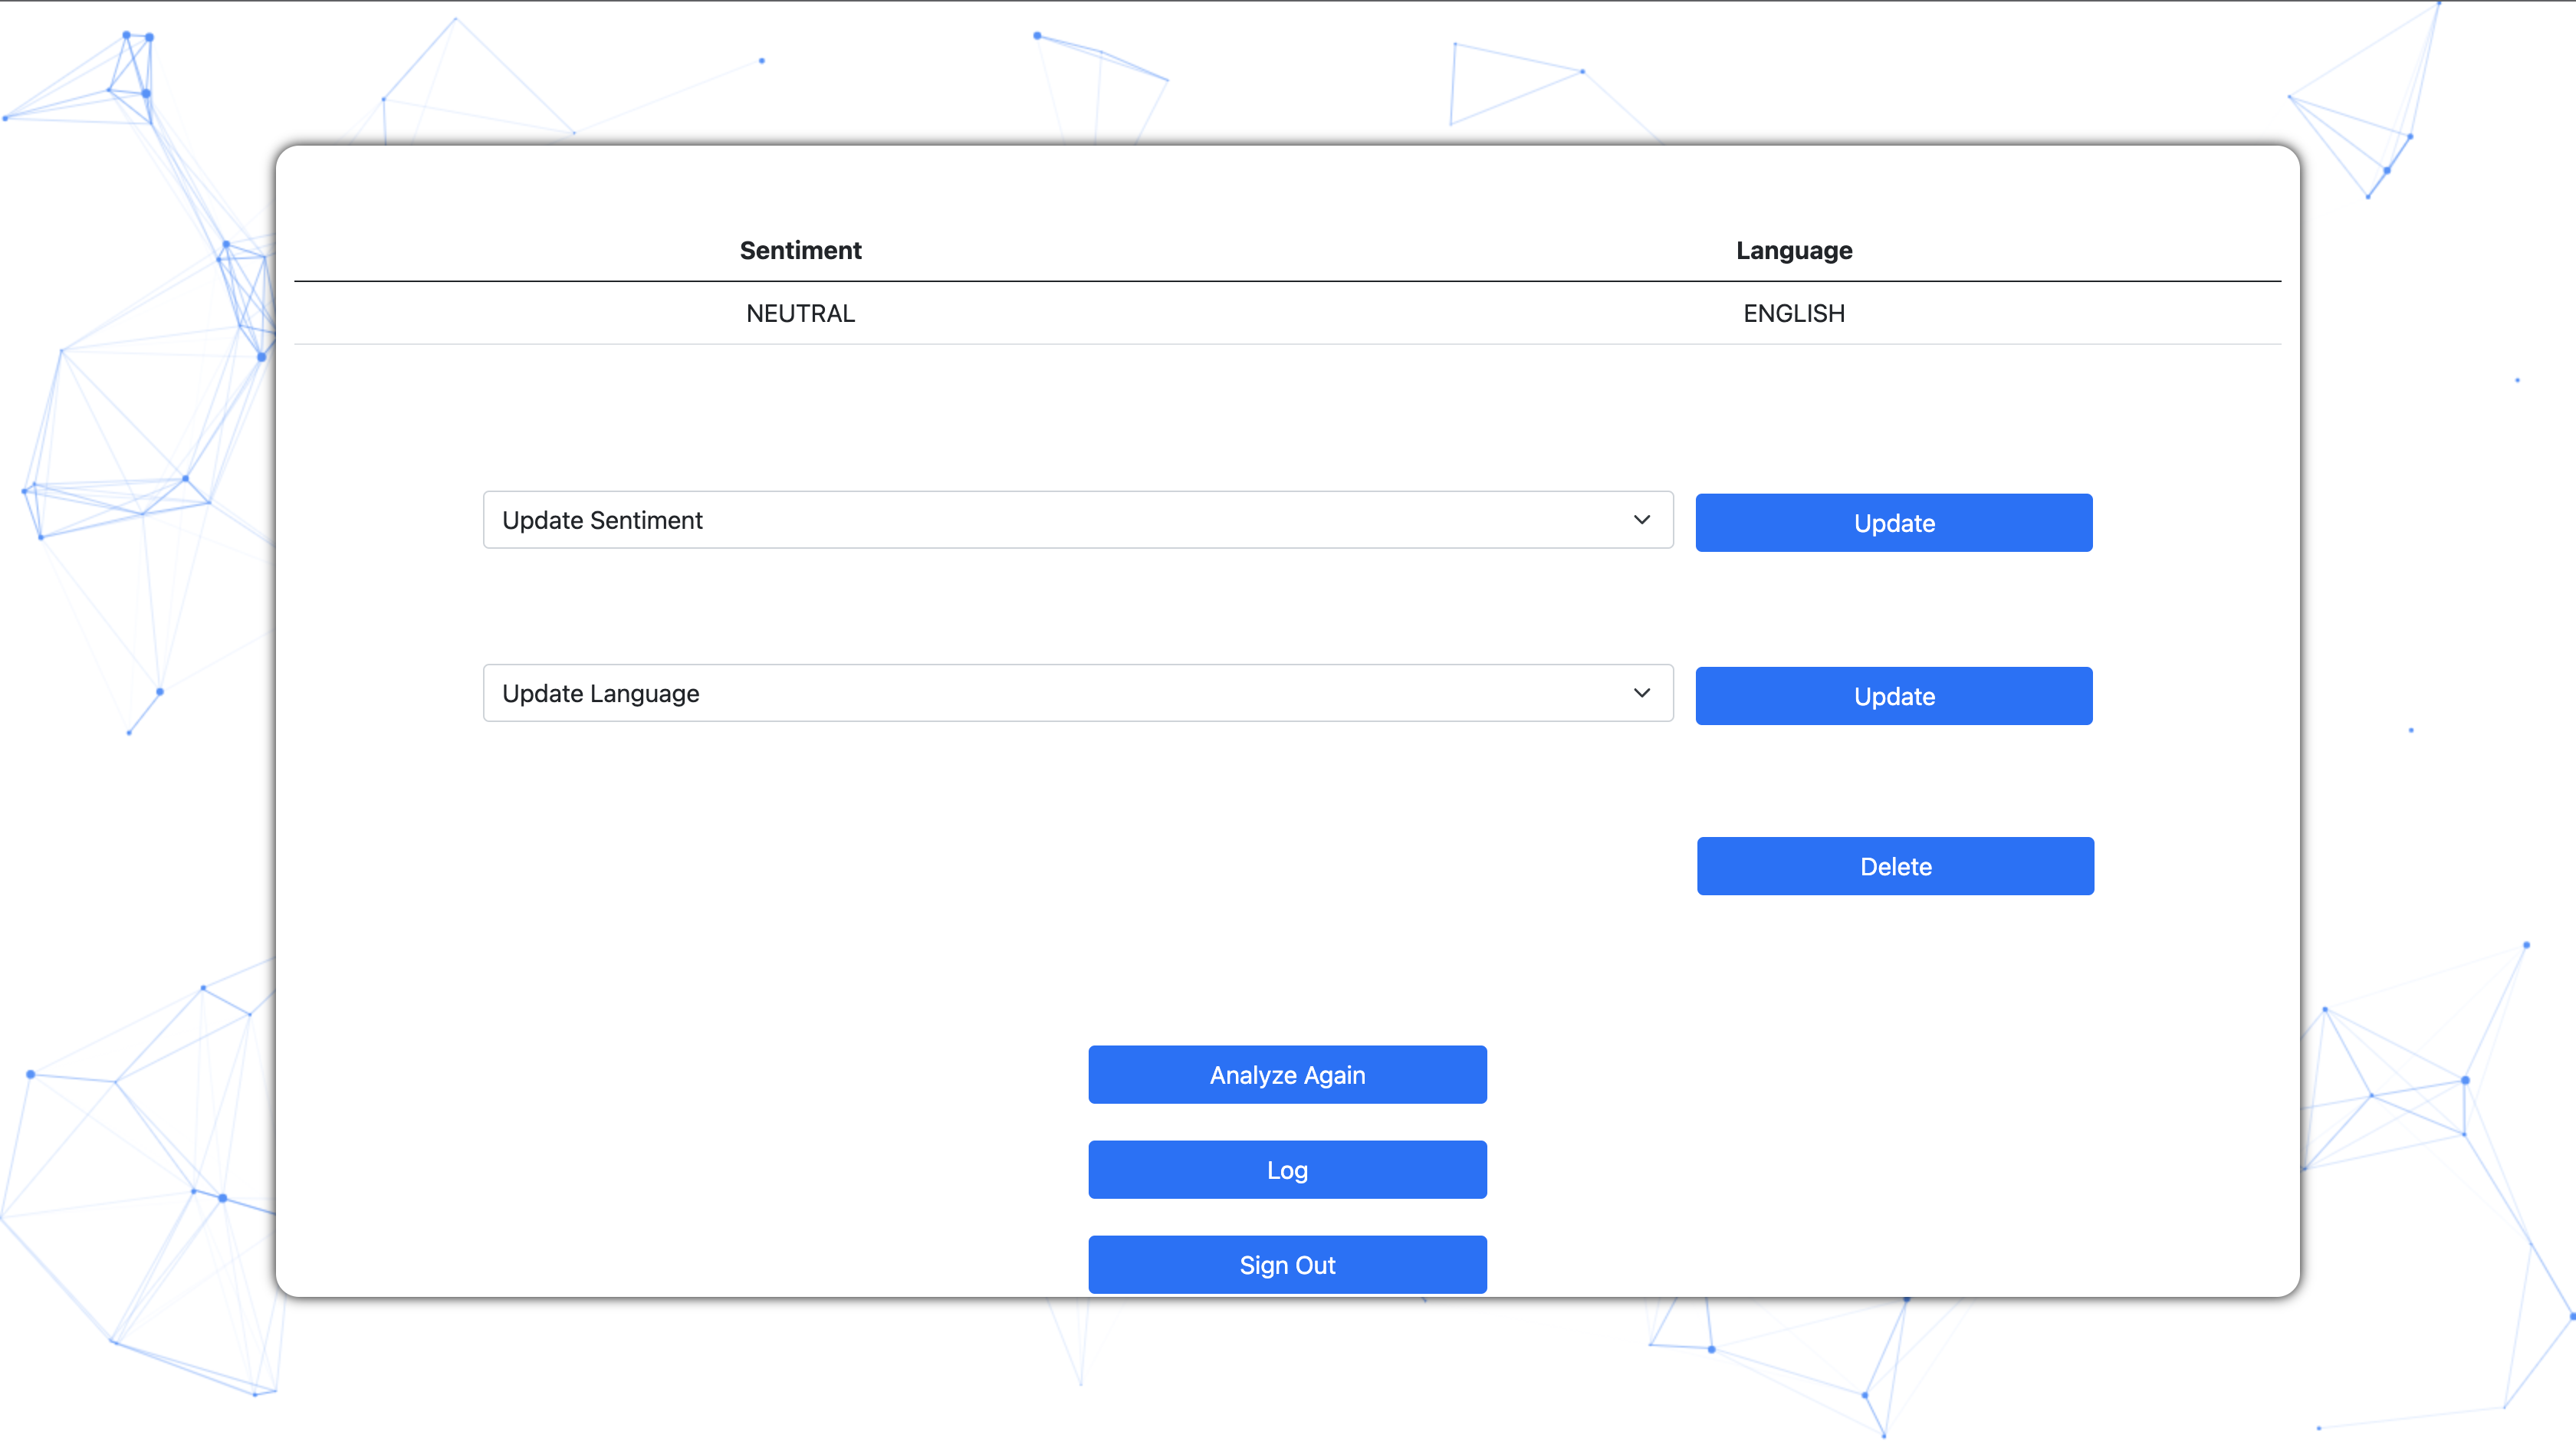 Sentiment Language
NEUTRAL ENGLISH
Update Sentiment Update
Update Language Update
Delete
Analyze Again
Log
Sign Out